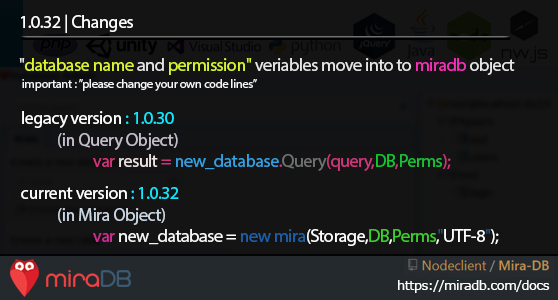 1.0.32 | Changes
php unity Visual Studio python jQuery Java nw.js
"database name and permission" veriables move into to miradb object
important : "please change your own code lines"
legacy version : 1.0.30
(in Query Object)
var result = new_database.Query(query,DB,Perms);
current version : 1.0.32
(in Mira Object)
var new_database = new mira(Storage,DB,Perms,"UTF-8");
miraDB
Nodeclient / Mira-DB
https://miradb.com/docs